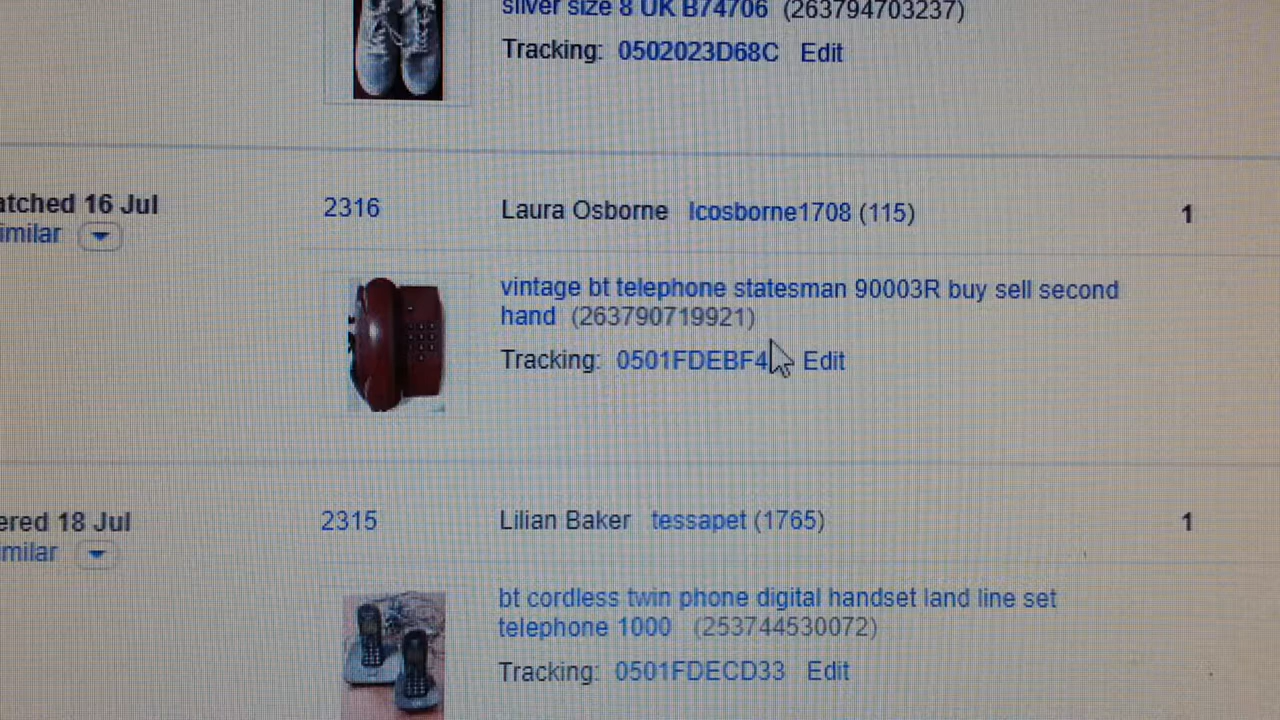 silver size 8 UK B74706 (263794703237)
Tracking: 0502023D68C Edit
atched 16 Jul
2316
Laura Osborne lcosborne1708 (115)
1
imilar
vintage bt telephone statesman 90003R buy sell second
hand (263790719921)
Tracking: 0501FDEBF4 Edit
ered 18 Jul
2315
Lilian Baker tessapet (1765)
1
milar
bt cordless twin phone digital handset land line set
telephone 1000 (253744530072)
Tracking: 0501FDECD33 Edit